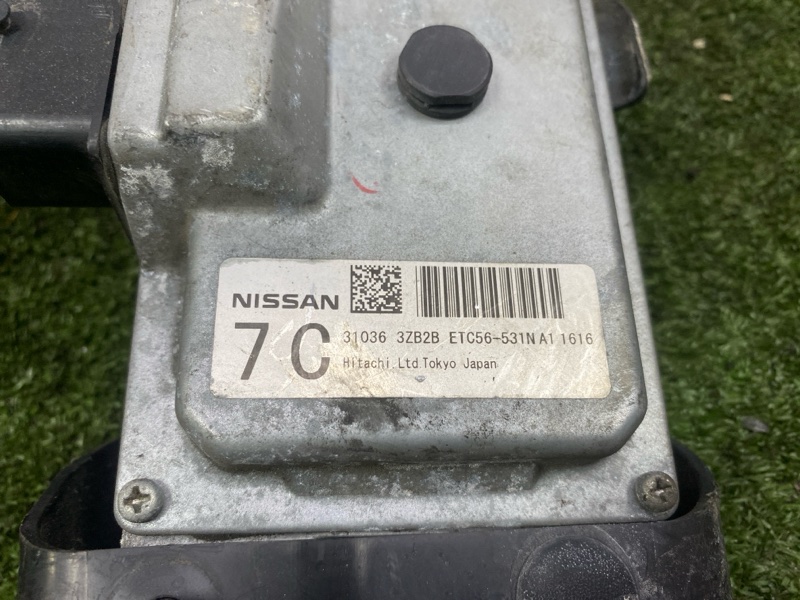 NISSAN
7C
31036 3ZB2B ETC56-531N A1 1616
Hitachi.Ltd Tokyo Japan